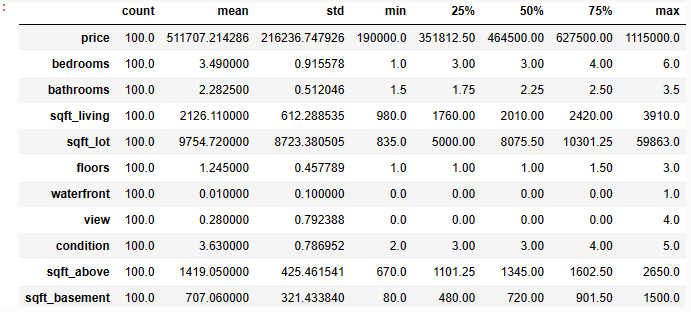 :
count mean std min 25% 50% 75% max
price 100.0 511707.214286 216236.747926 190000.0 351812.50 464500.00 627500.00 1115000.0
bedrooms 100.0 3.490000 0.915578 1.0 3.00 3.00 4.00 6.0
bathrooms 100.0 2.282500 0.512046 1.5 1.75 2.25 2.50 3.5
sqft_living 100.0 2126.110000 612.288535 980.0 1760.00 2010.00 2420.00 3910.0
sqft_lot 100.0 9754.720000 8723.380505 835.0 5000.00 8075.50 10301.25 59863.0
floors 100.0 1.245000 0.457789 1.0 1.00 1.00 1.50 3.0
waterfront 100.0 0.010000 0.100000 0.0 0.00 0.00 0.00 1.0
view 100.0 0.280000 0.792388 0.0 0.00 0.00 0.00 4.0
condition 100.0 3.630000 0.786952 2.0 3.00 3.00 4.00 5.0
sqft_above 100.0 1419.050000 425.461541 670.0 1101.25 1345.00 1602.50 2650.0
sqft_basement 100.0 707.060000 321.433840 80.0 480.00 720.00 901.50 1500.0